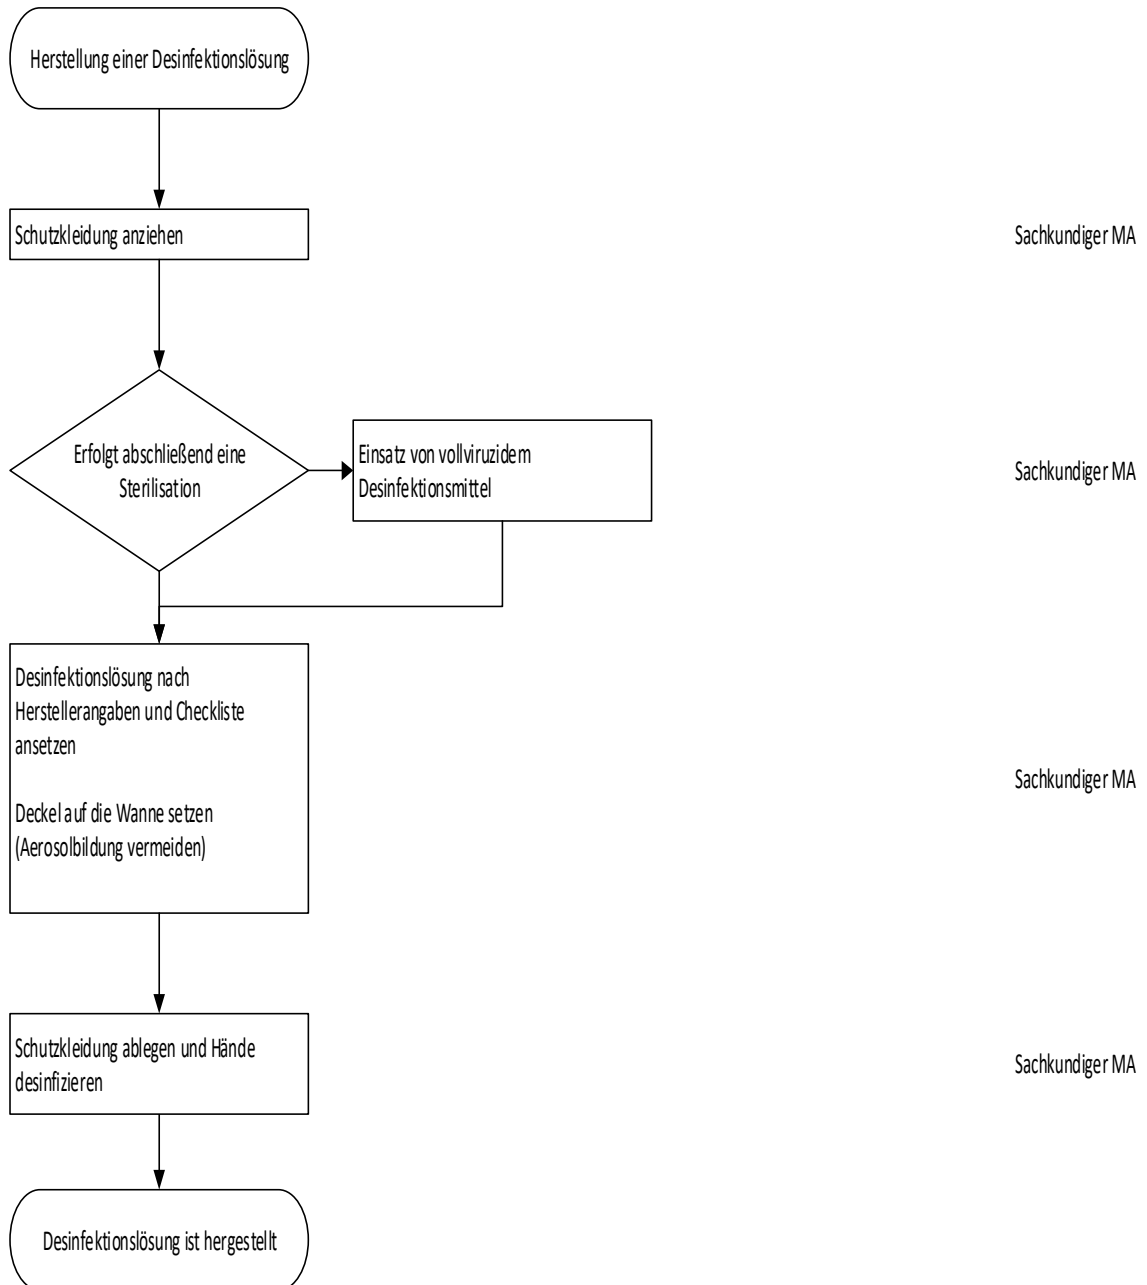 Herstellung einer Desinfektionslösung
Schutzkleidung anziehen
Sachkundiger MA
Erfolgt abschließend eine
Sterilisation
Einsatz von vollviruzidem
Desinfektionsmittel
Sachkundiger MA
Desinfektionslösung nach
Herstellerangaben und Checkliste
ansetzen
Deckel auf die Wanne setzen
(Aerosolbildung vermeiden)
Sachkundiger MA
Schutzkleidung ablegen und Hände
desinfizieren
Sachkundiger MA
Desinfektionslösung ist hergestellt